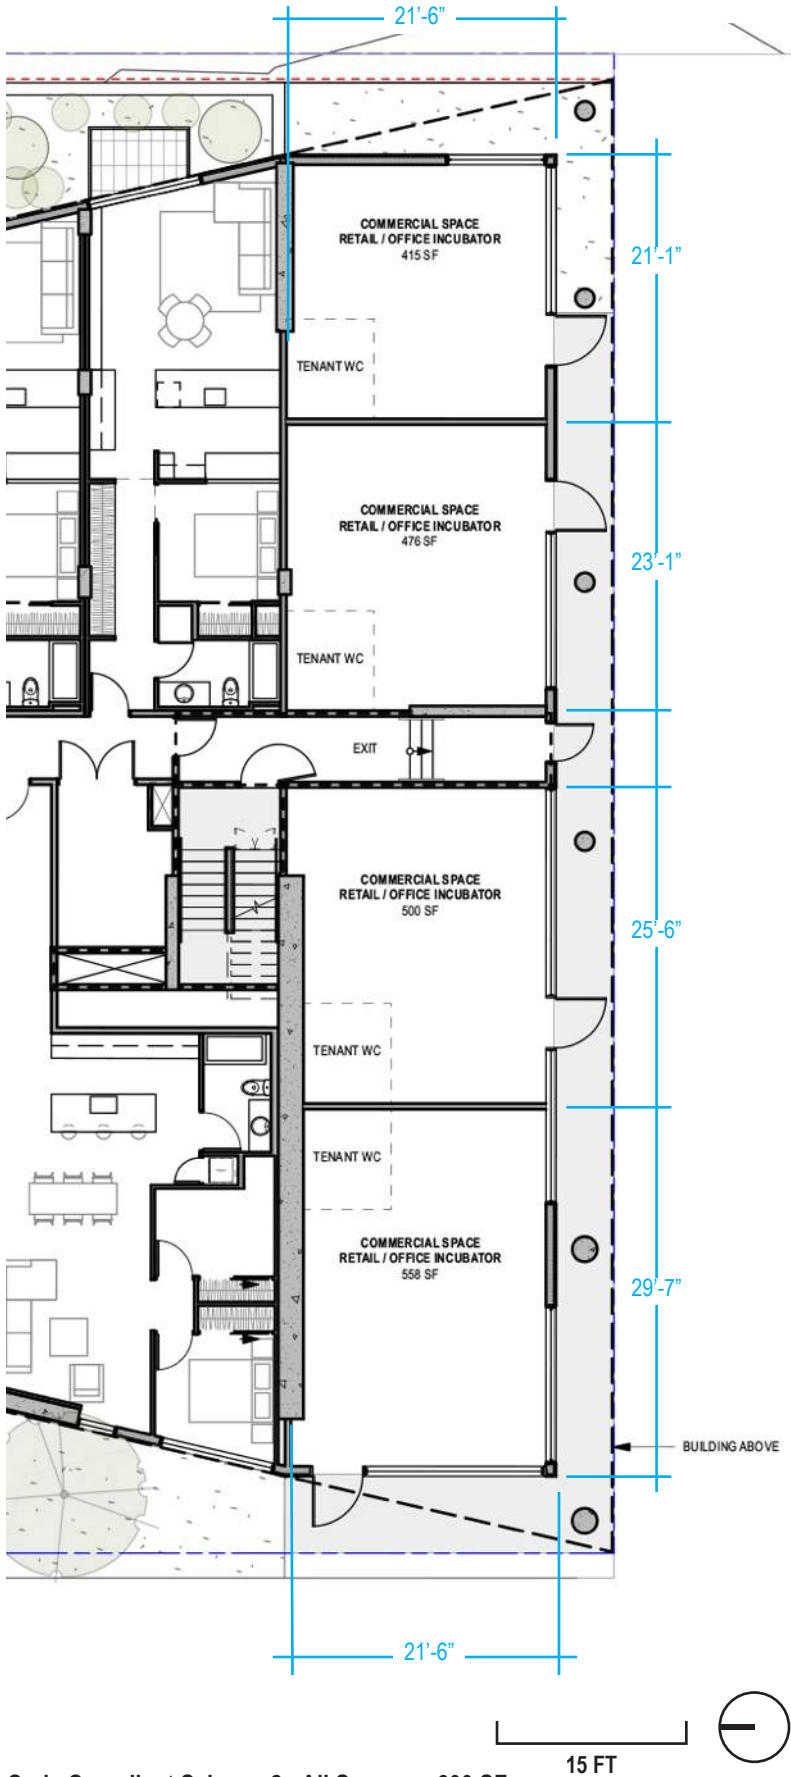 21'-6"
COMMERCIAL SPACE
RETAIL / OFFICE INCUBATOR
415 SF
21'-1"
TENANT WC
COMMERCIAL SPACE
RETAIL / OFFICE INCUBATOR
476 SF
23'-1"
TENANT WC
EXIT
COMMERCIAL SPACE
RETAIL / OFFICE INCUBATOR
500 SF
25'-6"
TENANT WC
TENANT WC
COMMERCIAL SPACE
RETAIL / OFFICE INCUBATOR
558 SF
29'-7"
BUILDING ABOVE
21'-6"
15 FT